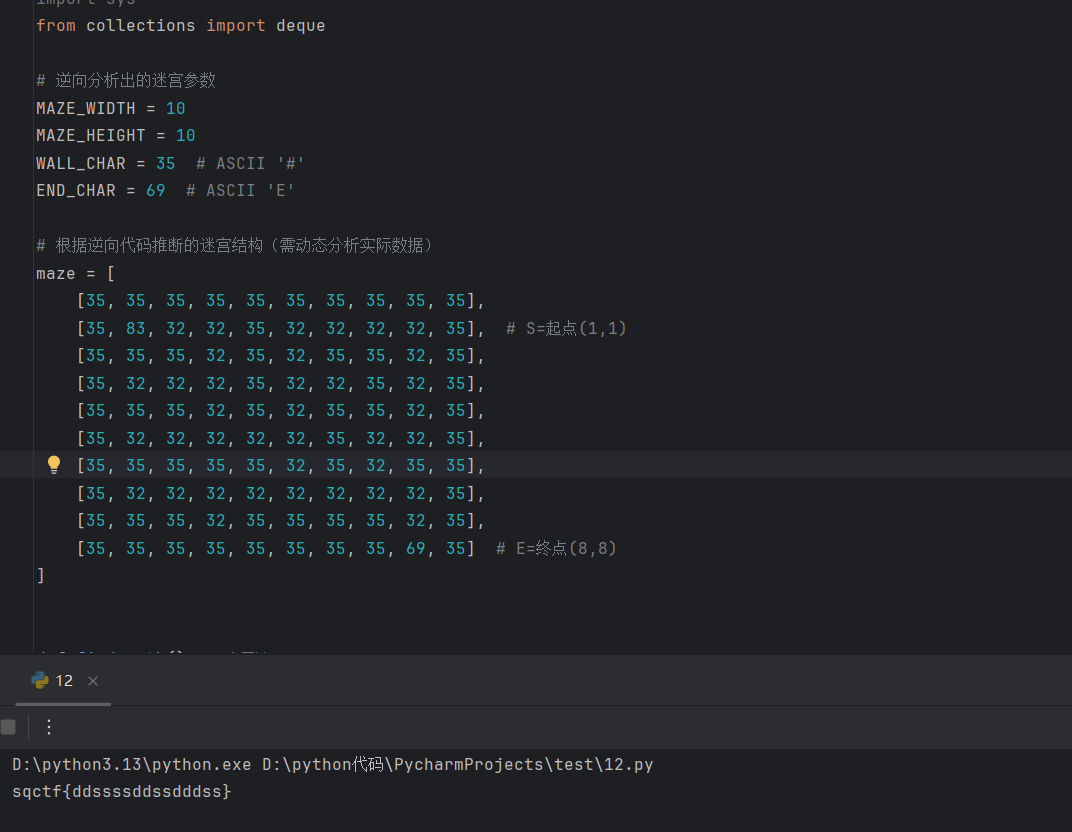 import sys
from collections import deque
# 逆向分析出的迷宫参数
MAZE_WIDTH = 10
MAZE_HEIGHT = 10
WALL_CHAR = 35  # ASCII '#'
END_CHAR = 69  # ASCII 'E'
# 根据逆向代码推断的迷宫结构（需动态分析实际数据）
maze = [
[35, 35, 35, 35, 35, 35, 35, 35, 35, 35],
[35, 83, 32, 32, 35, 32, 32, 32, 32, 35],  # S=起点(1,1)
[35, 35, 35, 32, 35, 32, 35, 35, 32, 35],
[35, 32, 32, 32, 35, 32, 32, 35, 32, 35],
[35, 35, 35, 32, 35, 32, 35, 35, 32, 35],
[35, 32, 32, 32, 32, 32, 35, 32, 32, 35],
[35, 35, 35, 35, 35, 32, 35, 32, 35, 35],
[35, 32, 32, 32, 32, 32, 32, 32, 32, 35],
[35, 35, 35, 32, 35, 35, 35, 35, 32, 35],
[35, 35, 35, 35, 35, 35, 35, 35, 69, 35]  # E=终点(8,8)
]
12
D:\python3.13\python.exe D:\python代码\PycharmProjects\test\12.py
sqctf{ddssssddssdddss}